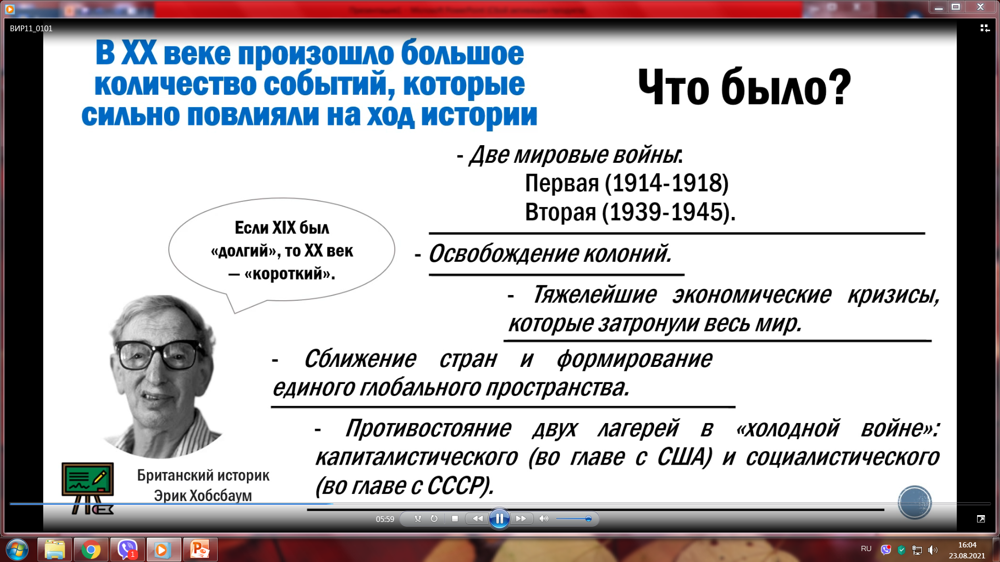 ВИР11_0101
В XX веке произошло большое
количество событий, которые
сильно повлияли на ход истории
Что было?
- Две мировые войны:
Первая (1914-1918)
Вторая (1939-1945).
Если XIX был
«долгий», то XX век
— «короткий».
- Освобождение колоний.
- Тяжелейшие экономические кризисы,
которые затронули весь мир.
- Сближение стран и формирование
единого глобального пространства.
- Противостояние двух лагерей в «холодной войне»:
капиталистического (во главе с США) и социалистического
(во главе с СССР).
Британский историк
Эрик Хобсбаум
05:59
1
RU
16:04
23.08.2021